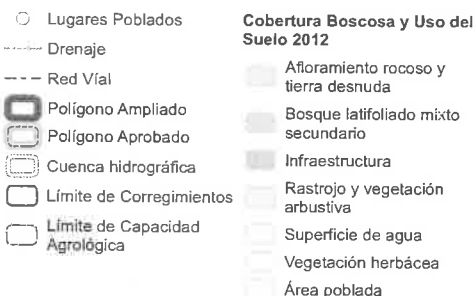 Lugares Poblados
Drenaje
Red Víal
Polígono Ampliado
Polígono Aprobado
Cuenca hidrográfica
Límite de Corregimientos
Límite de Capacidad
Agrológica
Cobertura Boscosa y Uso del
Suelo 2012
Afloramiento rocoso y
tierra desnuda
Bosque latifoliado mixto
secundario
Infraestructura
Rastrojo y vegetación
arbustiva
Superficie de agua
Vegetación herbácea
Área poblada